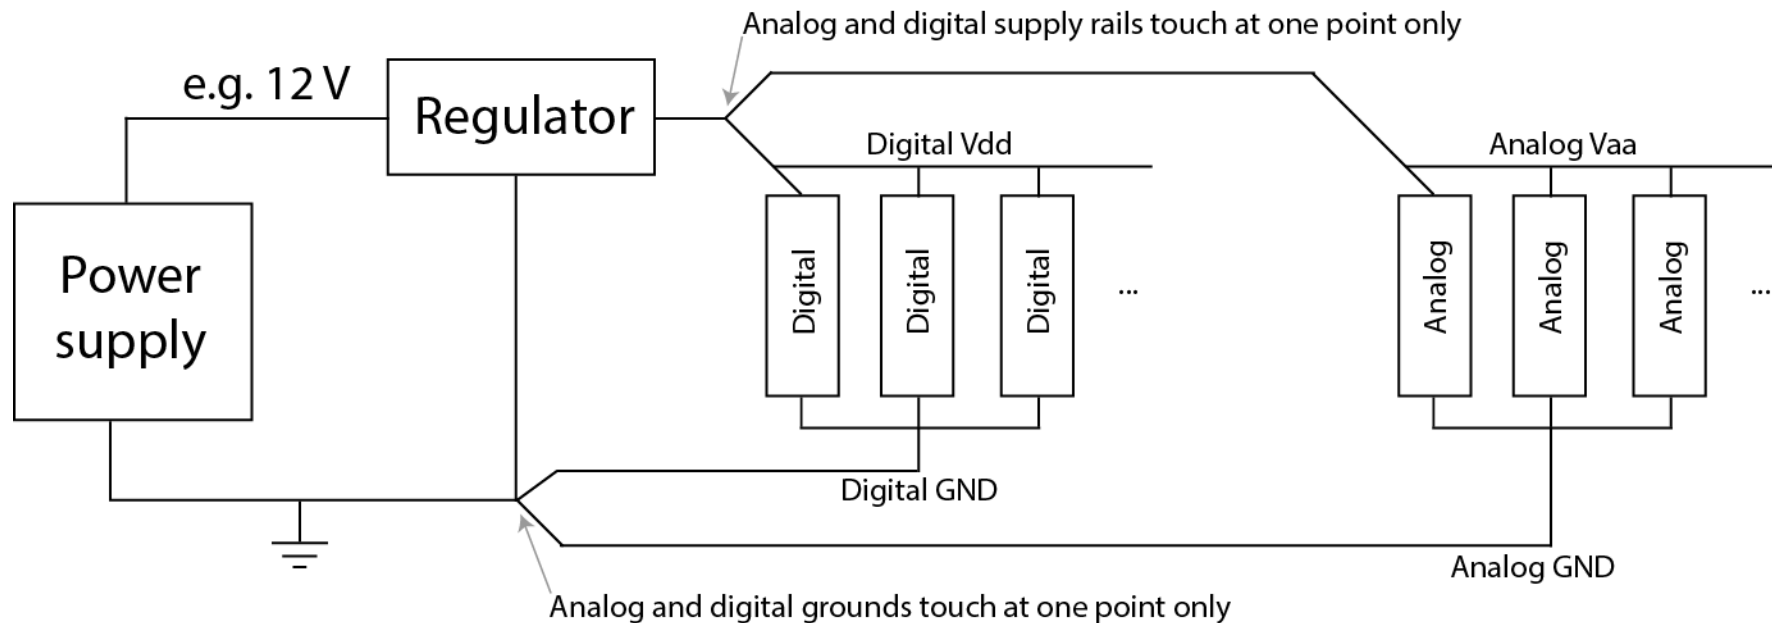 Analog and digital supply rails touch at one point only
e.g. 12 V
Regulator
Digital Vdd
Analog Vaa
Power
supply
Digital
Digital
Digital
...
Analog
Analog
Analog
...
Digital GND
Analog GND
Analog and digital grounds touch at one point only